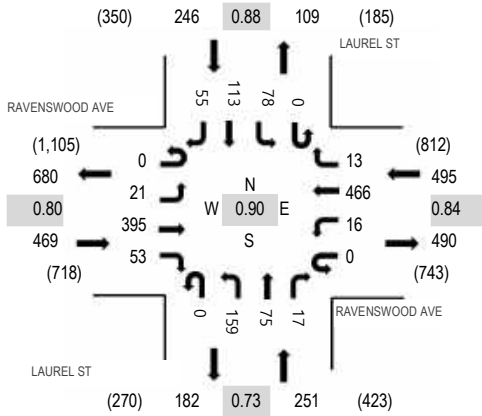 (350) 246 0.88 109 (185)
LAUREL ST
RAVENSWOOD AVE
55 113 78 0
(1,105) (812)
680 0 13 495
21 N 466
0.80 395 W 0.90 E 16 0.84
469 53 S 0 490
(718) (743)
0 159 75 17
RAVENSWOOD AVE
LAUREL ST
(270) 182 0.73 251 (423)